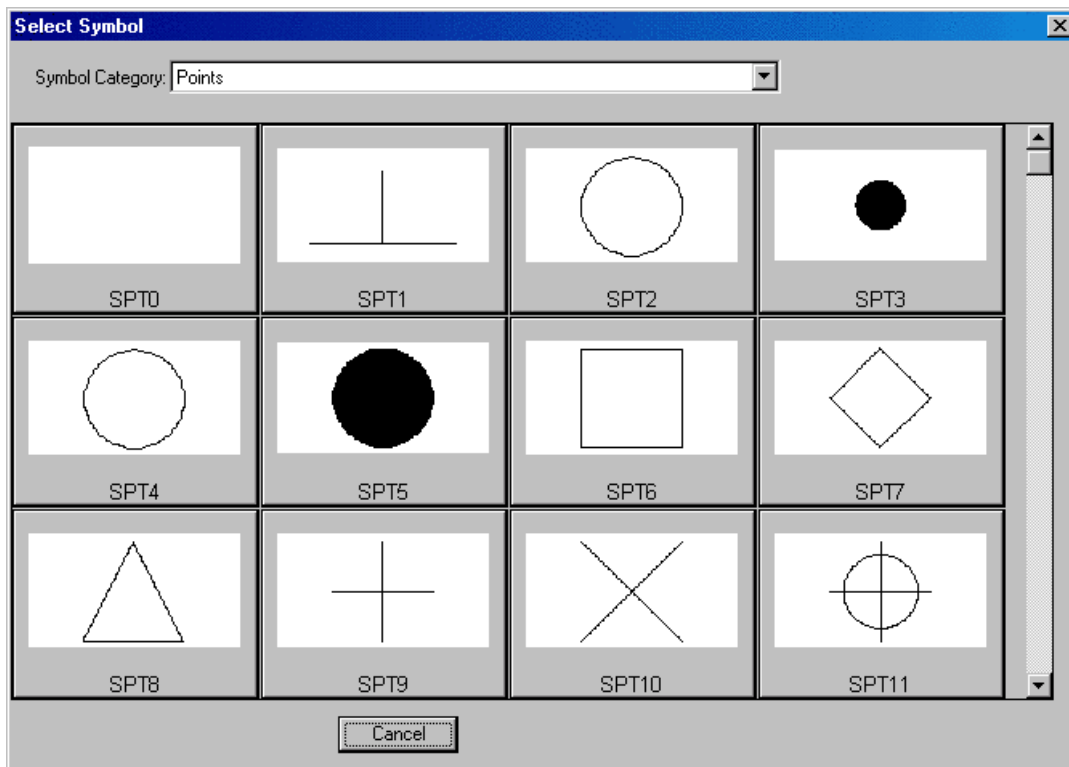 Select Symbol
Symbol Category: Points
SPT0 SPT1 SPT2 SPT3
SPT4 SPT5 SPT6 SPT7
SPT8 SPT9 SPT10 SPT11
Cancel